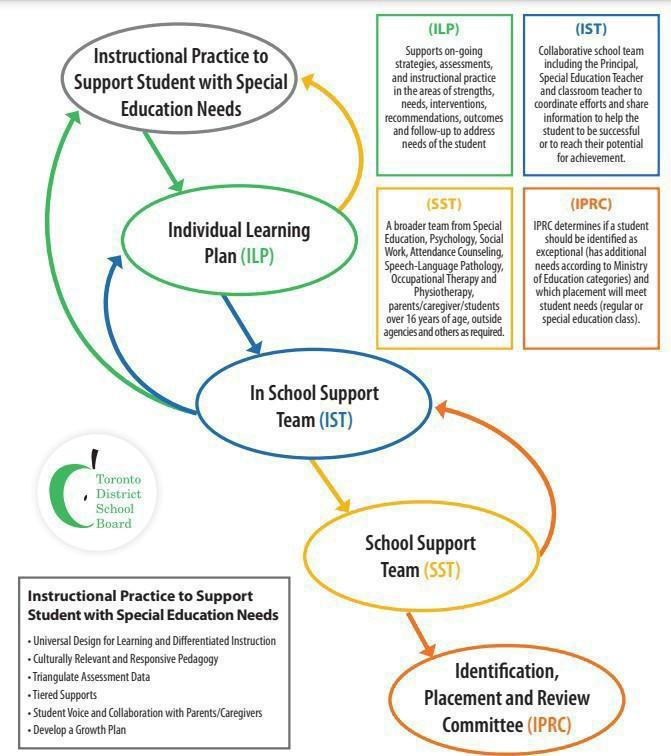 Instructional Practice to
Support Student with Special
Education Needs
Individual Learning
Plan (ILP)
In School Support
Team (IST)
School Support
Team (SST)
Identification,
Placement and Review
Committee (IPRC)
(ILP)
Supports on-going
strategies, assessments,
and instructional practice
in the areas of strengths,
needs, interventions,
recommendations, outcomes
and follow-up to address
needs of the student
(IST)
Collaborative school team
including the Principal,
Special Education Teacher
and classroom teacher to
coordinate efforts and share
information to help the
student to be successful
or to reach their potential
for achievement.
(SST)
A broader team from Special
Education, Psychology, Social
Work, Attendance Counseling,
Speech-Language Pathology,
Occupational Therapy and
Physiotherapy,
parents/caregiver/students
over 16 years of age, outside
agencies and others as required.
(IPRC)
IPRC determines if a student
should be identified as
exceptional (has additional
needs according to Ministry
of Education categories) and
which placement will meet
student needs (regular or
special education class).
Toronto
District
School
Board
Instructional Practice to Support
Student with Special Education Needs
• Universal Design for Learning and Differentiated Instruction
• Culturally Relevant and Responsive Pedagogy
• Triangulate Assessment Data
• Tiered Supports
• Student Voice and Collaboration with Parents/Caregivers
• Develop a Growth Plan